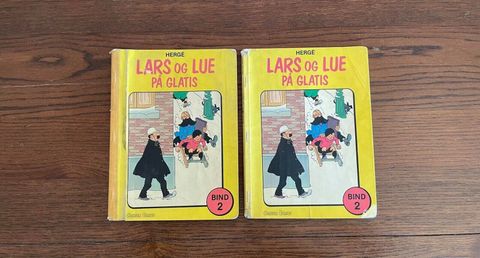 HERGÉ
LARS OG LUE
PÅ GLATIS
BIND
2
HERGÉ
LARS OG LUE
PÅ GLATIS
BIND
2